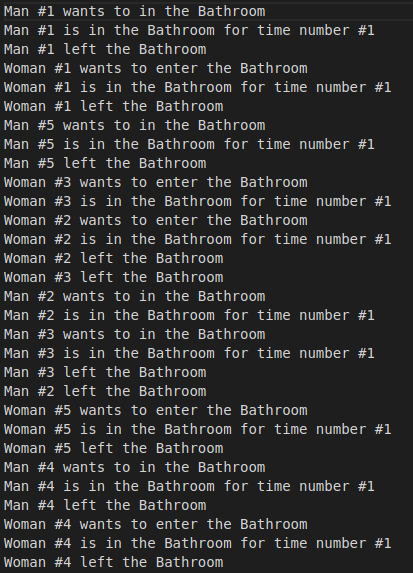 Man #1 wants to in the Bathroom
Man #1 is in the Bathroom for time number #1
Man #1 left the Bathroom
Woman #1 wants to enter the Bathroom
Woman #1 is in the Bathroom for time number #1
Woman #1 left the Bathroom
Man #5 wants to in the Bathroom
Man #5 is in the Bathroom for time number #1
Man #5 left the Bathroom
Woman #3 wants to enter the Bathroom
Woman #3 is in the Bathroom for time number #1
Woman #2 wants to enter the Bathroom
Woman #2 is in the Bathroom for time number #1
Woman #2 left the Bathroom
Woman #3 left the Bathroom
Man #2 wants to in the Bathroom
Man #2 is in the Bathroom for time number #1
Man #3 wants to in the Bathroom
Man #3 is in the Bathroom for time number #1
Man #3 left the Bathroom
Man #2 left the Bathroom
Woman #5 wants to enter the Bathroom
Woman #5 is in the Bathroom for time number #1
Woman #5 left the Bathroom
Man #4 wants to in the Bathroom
Man #4 is in the Bathroom for time number #1
Man #4 left the Bathroom
Woman #4 wants to enter the Bathroom
Woman #4 is in the Bathroom for time number #1
Woman #4 left the Bathroom